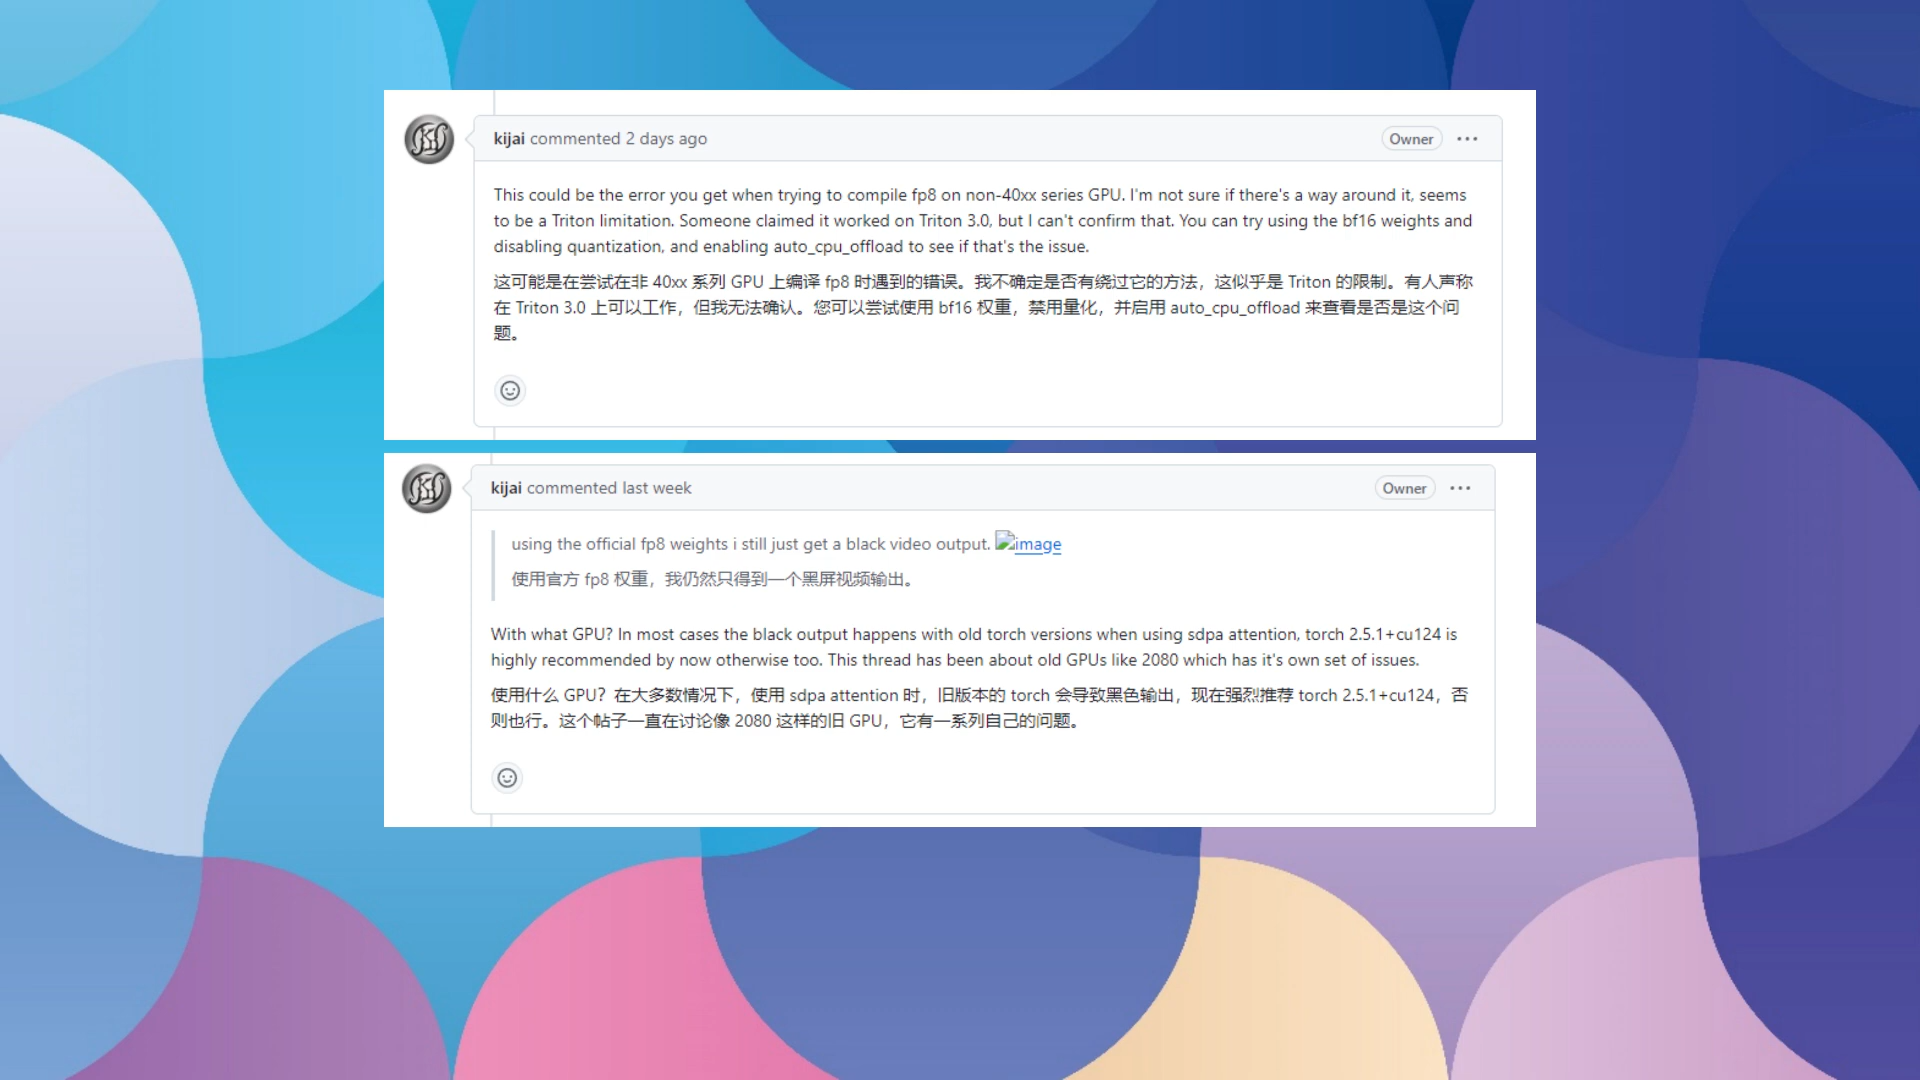 kijai commented 2 days ago
Owner
This could be the error you get when trying to compile fp8 on non-40xx series GPU. I'm not sure if there's a way around it, seems
to be a Triton limitation. Someone claimed it worked on Triton 3.0, but I can't confirm that. You can try using the bf16 weights and
disabling quantization, and enabling auto_cpu_offload to see if that's the issue.
这可能是在尝试在非 40xx 系列 GPU 上编译 fp8 时遇到的错误。我不确定是否有绕过它的方法，这似乎是 Triton 的限制。有人声称
在 Triton 3.0 上可以工作，但我无法确认。您可以尝试使用 bf16 权重，禁用量化，并启用 auto_cpu_offload 来查看是否是这个问
题。
kijai commented last week
Owner
using the official fp8 weights i still just get a black video output. image
使用官方 fp8 权重，我仍然只得到一个黑屏视频输出。
With what GPU? In most cases the black output happens with old torch versions when using sdpa attention, torch 2.5.1+cu124 is
highly recommended by now otherwise too. This thread has been about old GPUs like 2080 which has it's own set of issues.
使用什么 GPU？在大多数情况下，使用 sdpa attention 时，旧版本的 torch 会导致黑色输出，现在强烈推荐 torch 2.5.1+cu124，否
则也行。这个帖子一直在讨论像 2080 这样的旧 GPU，它有一系列自己的问题。